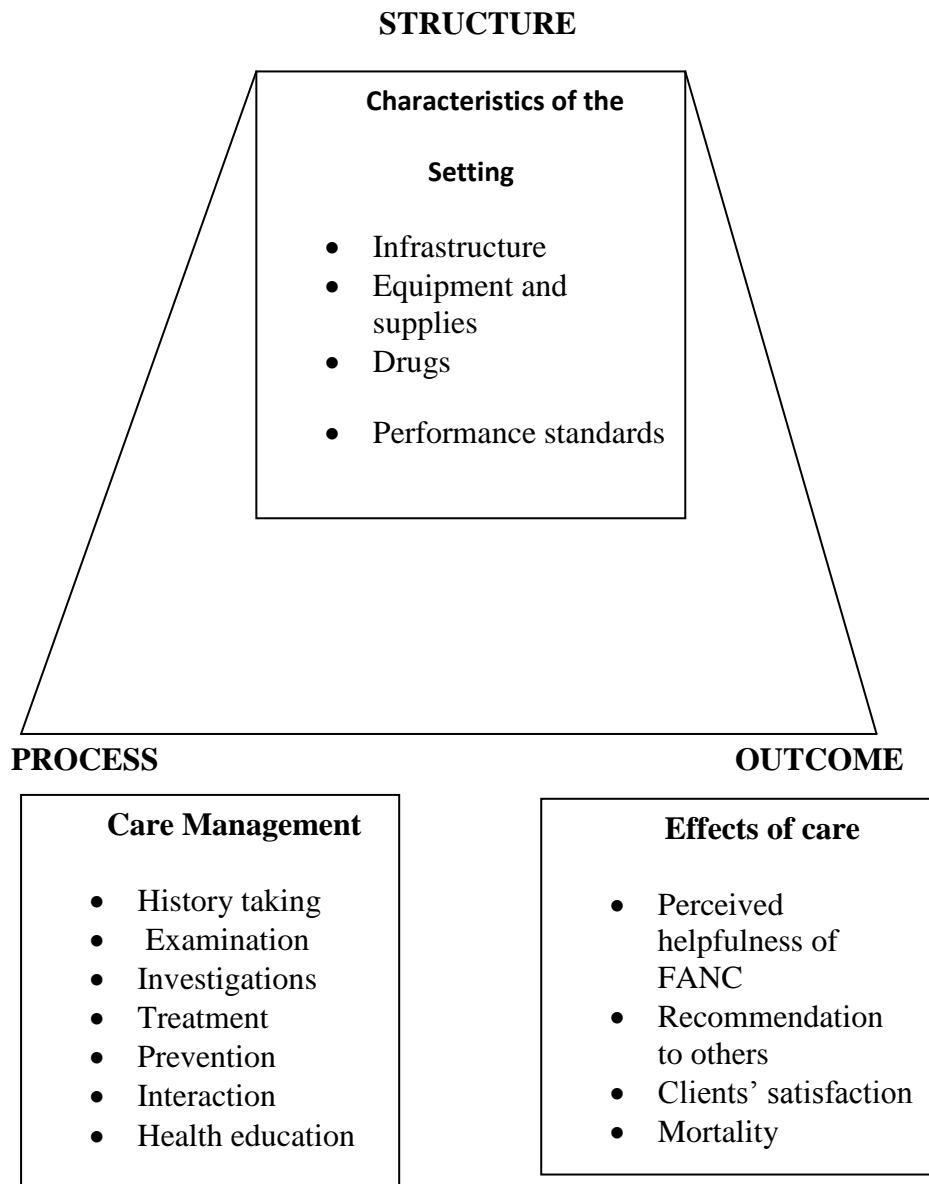 STRUCTURE
Characteristics of the
Setting
• Infrastructure
• Equipment and
supplies
• Drugs
• Performance standards
PROCESS
Care Management
• History taking
• Examination
• Investigations
• Treatment
• Prevention
• Interaction
• Health education
OUTCOME
Effects of care
• Perceived
helpfulness of
FANC
• Recommendation
to others
• Clients’ satisfaction
• Mortality